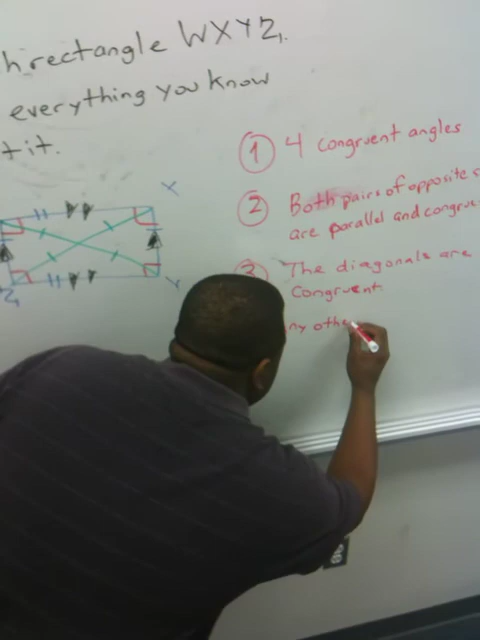 h rectangle WXYZ.
everything you know
t it.
X
Y
Z
① 4 congruent angles
② Both pairs of opposite s
are parallel and congrue
③ The diagonals are
Congruent.
ny othe